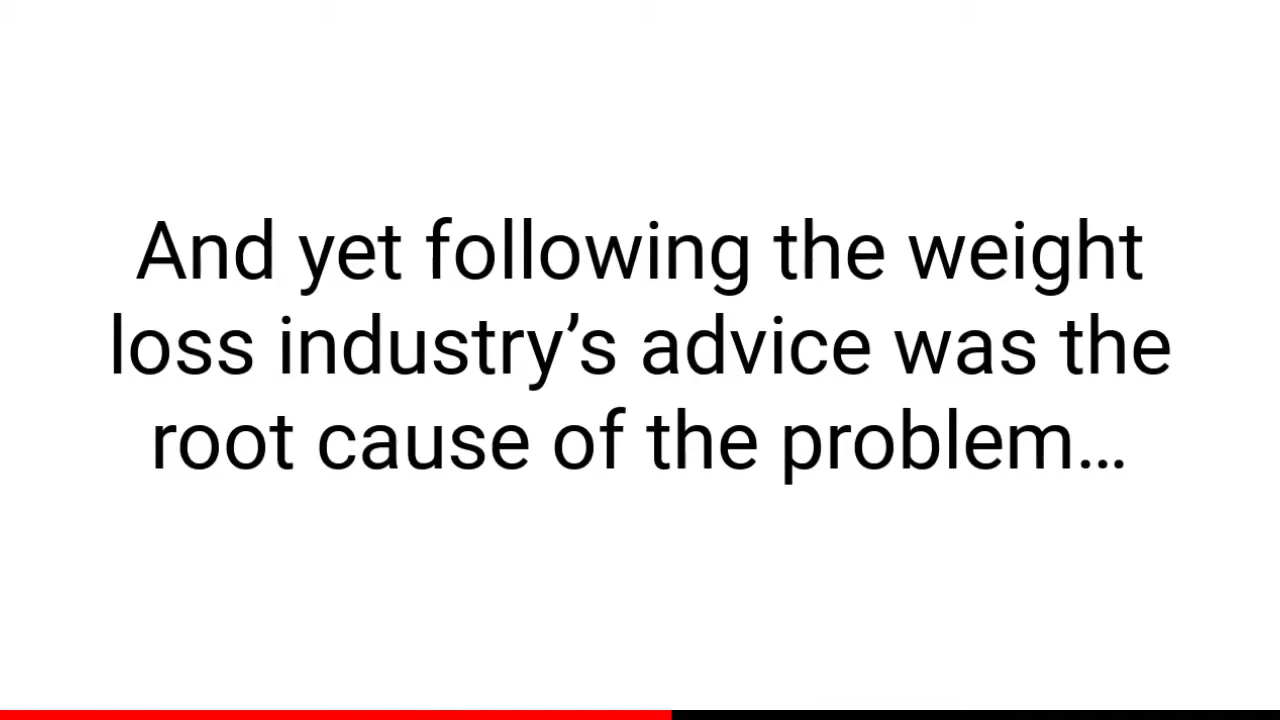 And yet following the weight
loss industry’s advice was the
root cause of the problem…